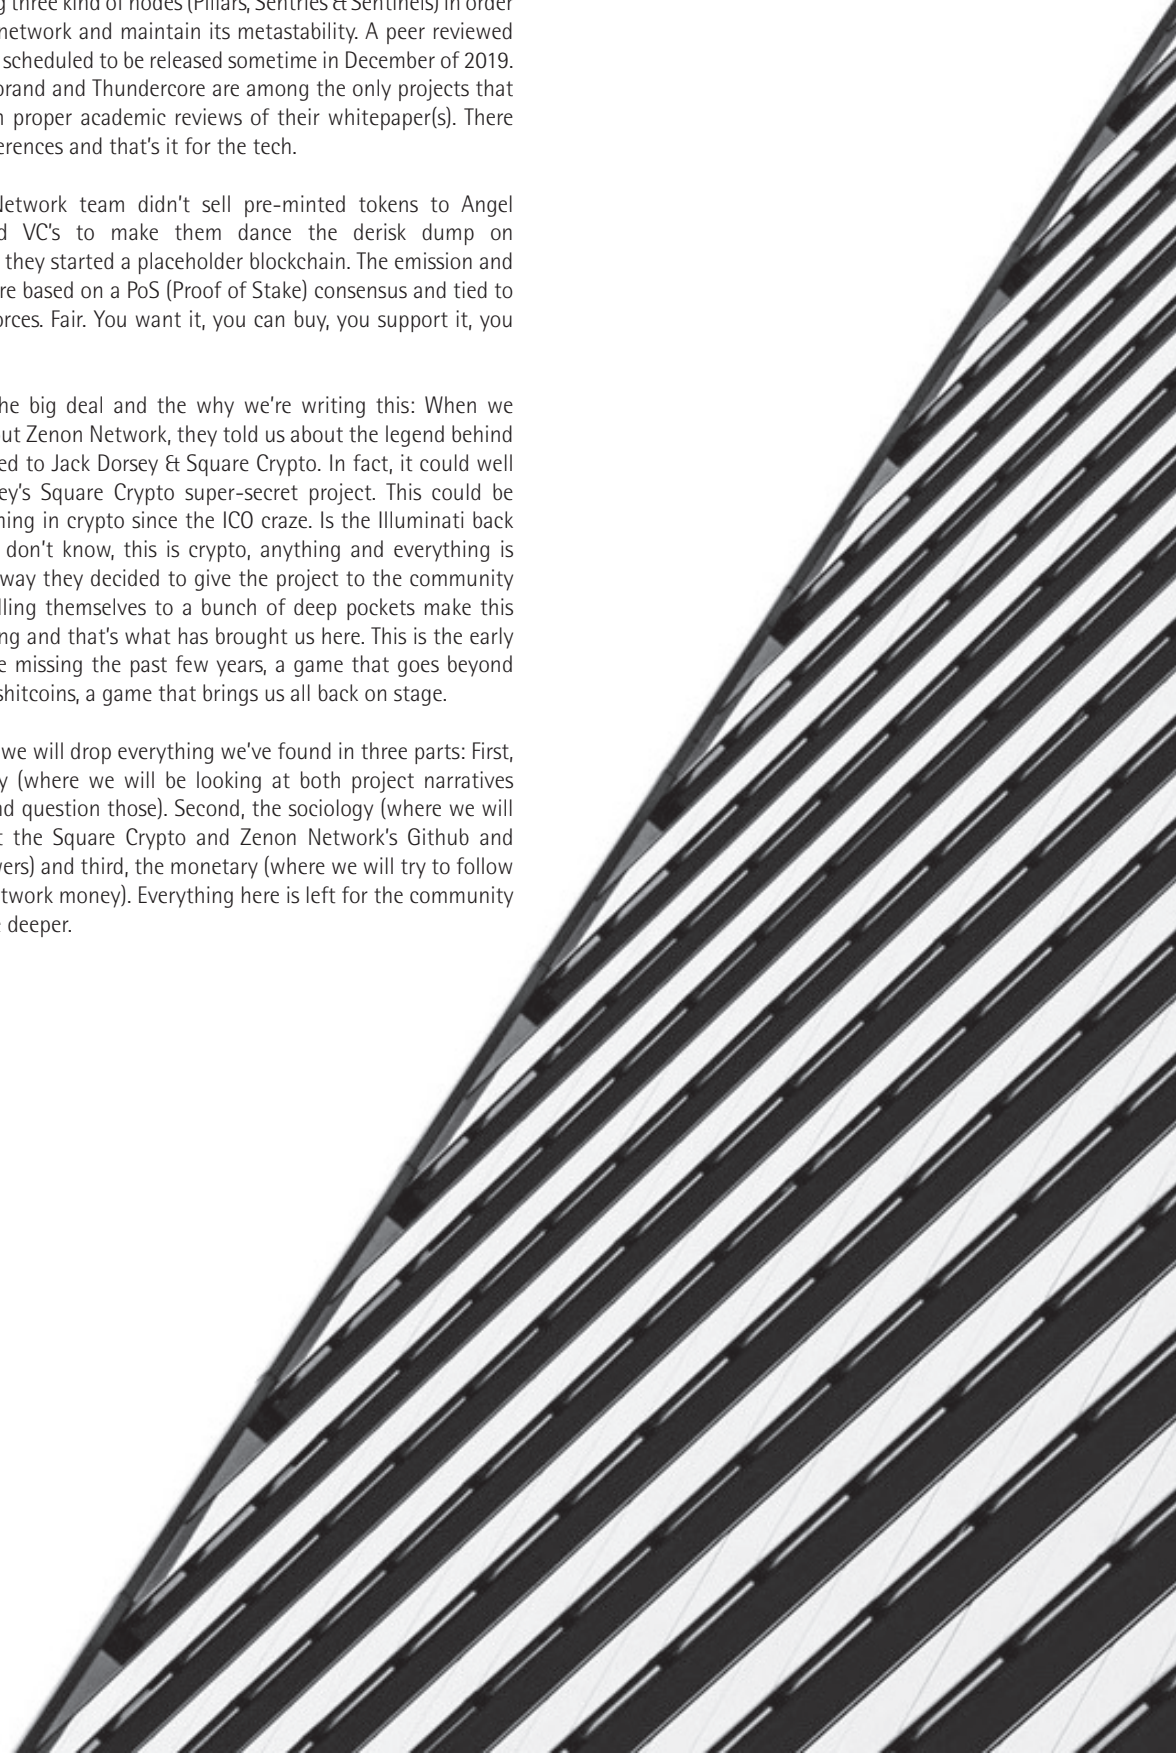 three kind of nodes (Pillars, Sentries & Sentinels) in order
network and maintain its metastability. A peer reviewed
scheduled to be released sometime in December of 2019.
orand and Thundercore are among the only projects that
proper academic reviews of their whitepaper(s). There
erences and that's it for the tech.
Network team didn't sell pre-minted tokens to Angel
d VC's to make them dance the derisk dump on
they started a placeholder blockchain. The emission and
re based on a PoS (Proof of Stake) consensus and tied to
orces. Fair. You want it, you can buy, you support it, you
he big deal and the why we're writing this: When we
ut Zenon Network, they told us about the legend behind
ed to Jack Dorsey & Square Crypto. In fact, it could well
ey's Square Crypto super-secret project. This could be
ning in crypto since the ICO craze. Is the Illuminati back
don't know, this is crypto, anything and everything is
way they decided to give the project to the community
lling themselves to a bunch of deep pockets make this
ng and that's what has brought us here. This is the early
e missing the past few years, a game that goes beyond
shitcoins, a game that brings us all back on stage.
we will drop everything we've found in three parts: First,
y (where we will be looking at both project narratives
nd question those). Second, the sociology (where we will
t the Square Crypto and Zenon Network's Github and
wers) and third, the monetary (where we will try to follow
twork money). Everything here is left for the community
deeper.